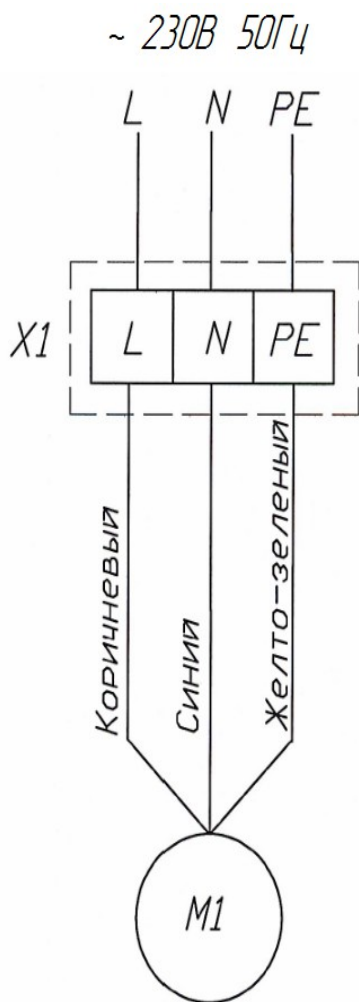 ~ 230В 50Гц
L N PE
X1 L N PE
Коричневый
Синий
Желто-зеленый
M1